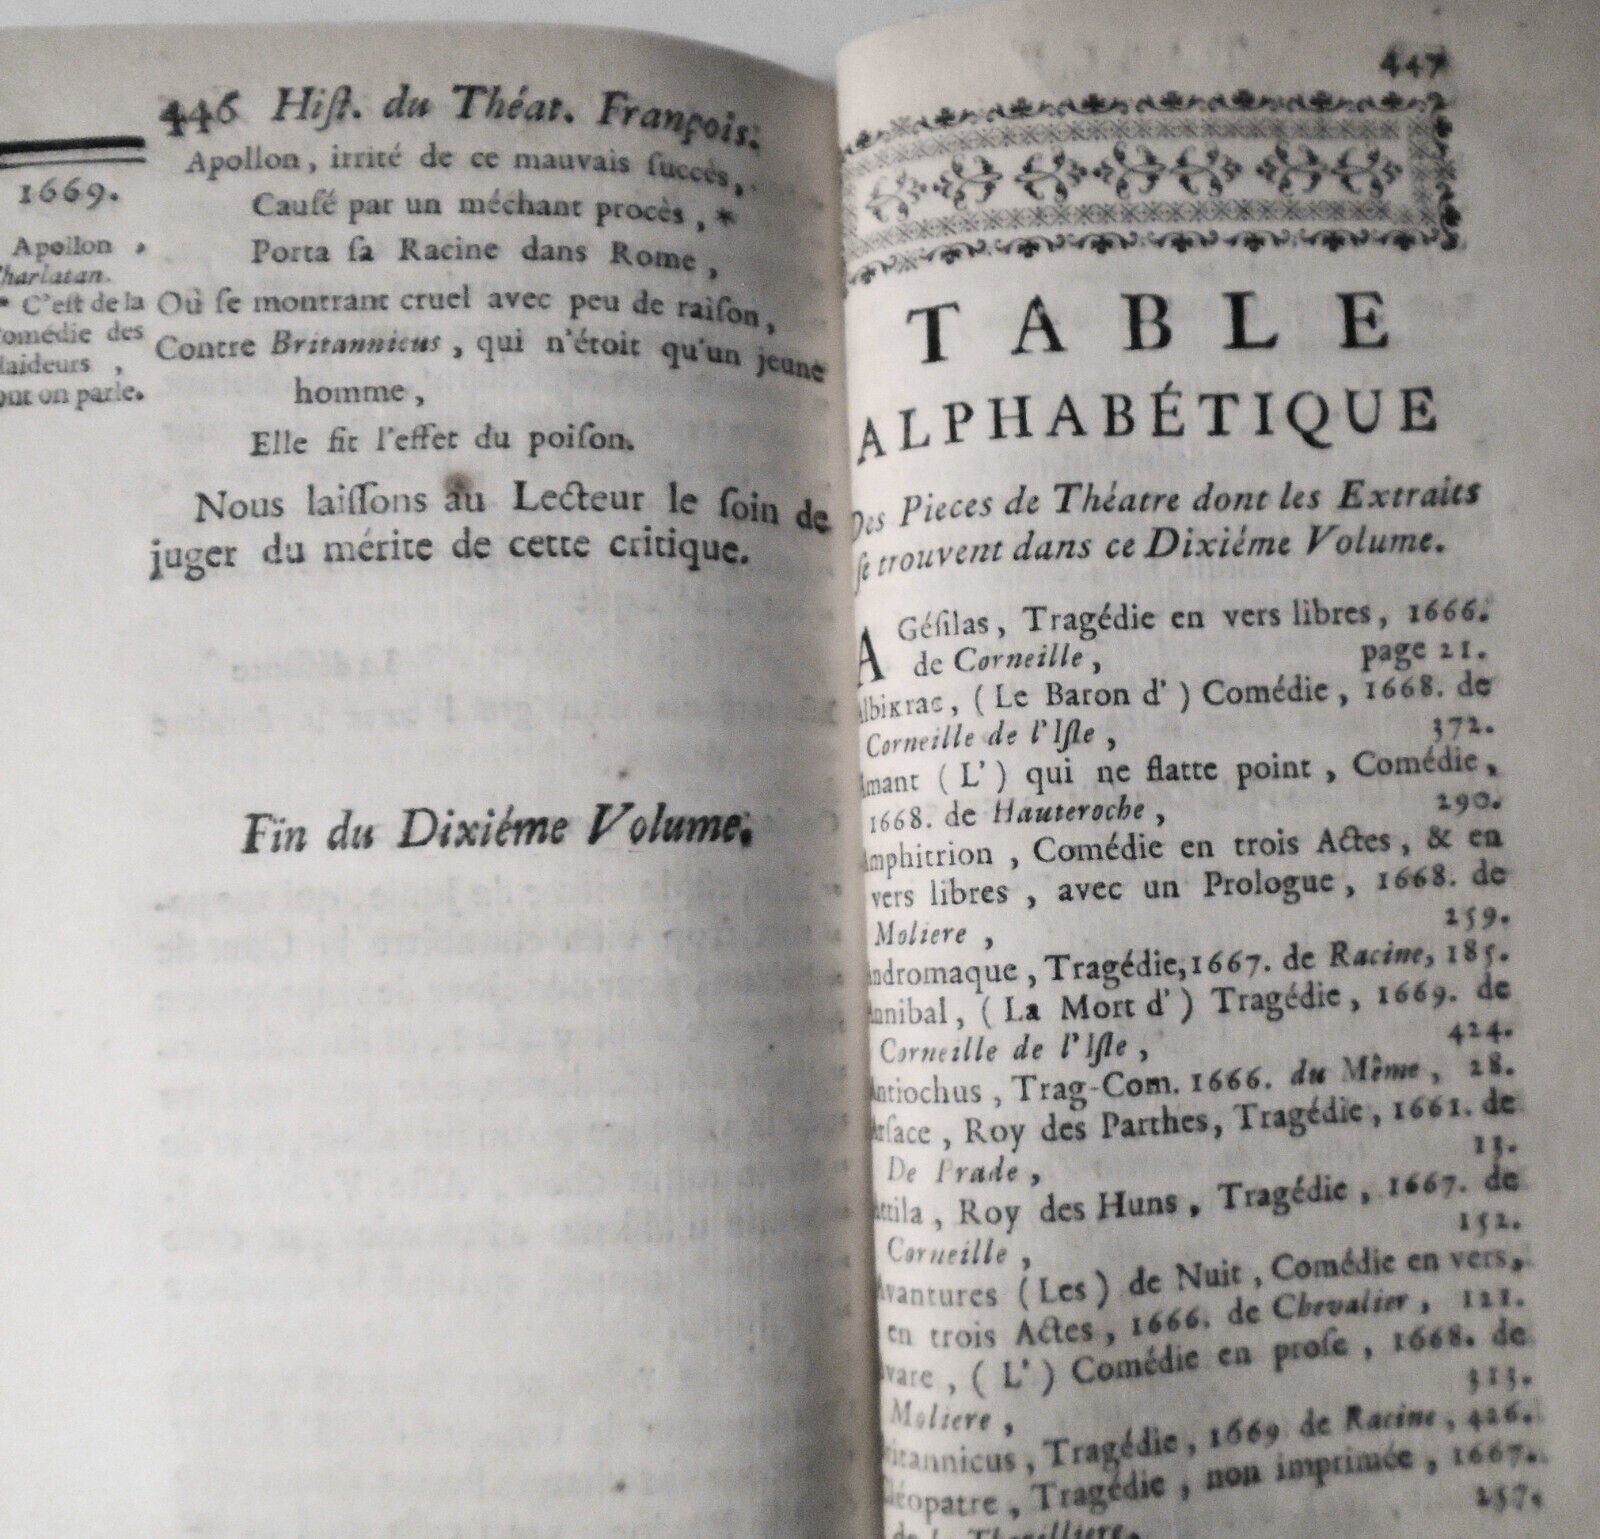 446 Hiſt. du Théat. François.
1669.
Apollon,
* C'eſt de la
des
,
on parle.
Apollon, irrité de ce mauvais ſuccès,
Cauſé par un méchant procès, *
Porta ſa Racine dans Rome,
Où ſe montrant cruel avec peu de raiſon,
Contre Britannicus, qui n'étoit qu'un jeune
homme,
Elle fit l'effet du poiſon.
Nous laiſſons au Lecteur le ſoin de
juger du mérite de cette critique.
Fin du Dixiéme Volume.
447
TABLE
ALPHABÉTIQUE
Des Pieces de Théatre dont les Extraits
ſe trouvent dans ce Dixiéme Volume.
AGéſilas, Tragédie en vers libres, 1666.
de Corneille, page 21.
Albikrac, (Le Baron d') Comédie, 1668. de
Corneille de l'Iſle, 372.
Amant (L') qui ne flatte point, Comédie,
1668. de Hauteroche, 290.
Amphitrion, Comédie en trois Actes, & en
vers libres, avec un Prologue, 1668. de
Moliere, 259.
Andromaque, Tragédie, 1667. de Racine, 185.
Annibal, (La Mort d') Tragédie, 1669. de
Corneille de l'Iſle, 424.
Antiochus, Trag-Com. 1666. du Même, 28.
Arſace, Roy des Parthes, Tragédie, 1661. de
De Prade, 13.
Attila, Roy des Huns, Tragédie, 1667. de
Corneille, 152.
Avantures (Les) de Nuit, Comédie en vers,
en trois Actes, 1666. de Chevalier, 121.
Avare, (L') Comédie en proſe, 1668. de
Moliere, 313.
Britannicus, Tragédie, 1669 de Racine, 426.
Cléopatre, Tragédie, non imprimée, 1667.
de la Thorilliere, 257.